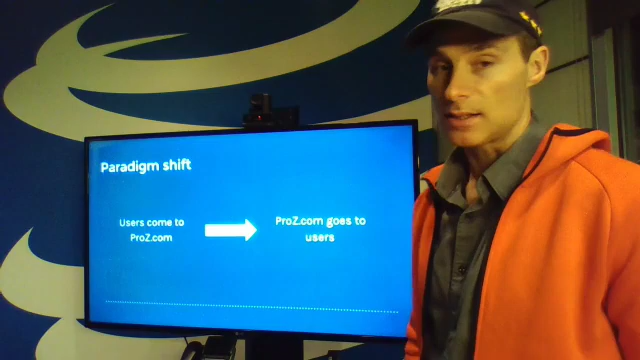 Paradigm shift
Users come to
ProZ.com
ProZ.com goes to
users